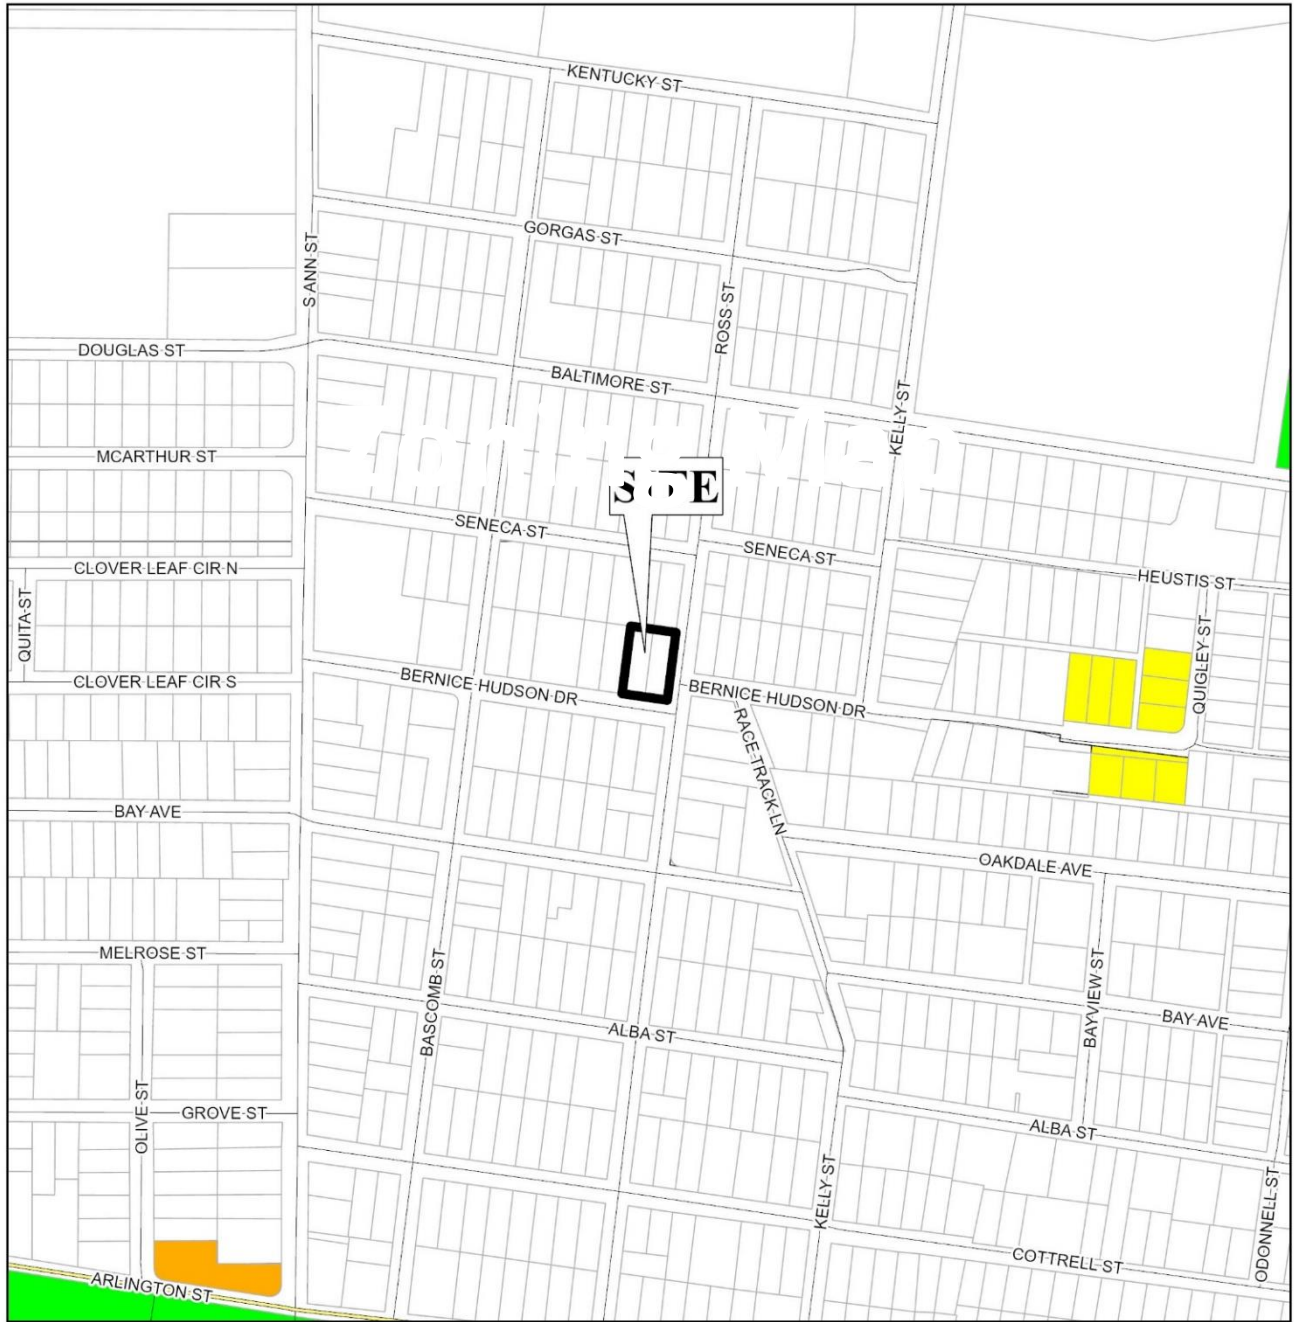 KENTUCKY ST
GORGAS ST
S ANN ST
ROSS ST
DOUGLAS ST
BALTIMORE ST
KELLY ST
MCARTHUR ST
Zoning Map
SITE
SENECA ST
SENECA ST
CLOVER LEAF CIR N
HEUSTIS ST
QUITA ST
QUIGLEY ST
CLOVER LEAF CIR S
BERNICE HUDSON DR
BERNICE HUDSON DR
RACE TRACK LN
BAY AVE
OAKDALE AVE
MELROSE ST
BASCOMB ST
BAYVIEW ST
BAY AVE
ALBA ST
OLIVE ST
GROVE ST
ALBA ST
KELLY ST
ODONNELL ST
COTTRELL ST
ARLINGTON ST